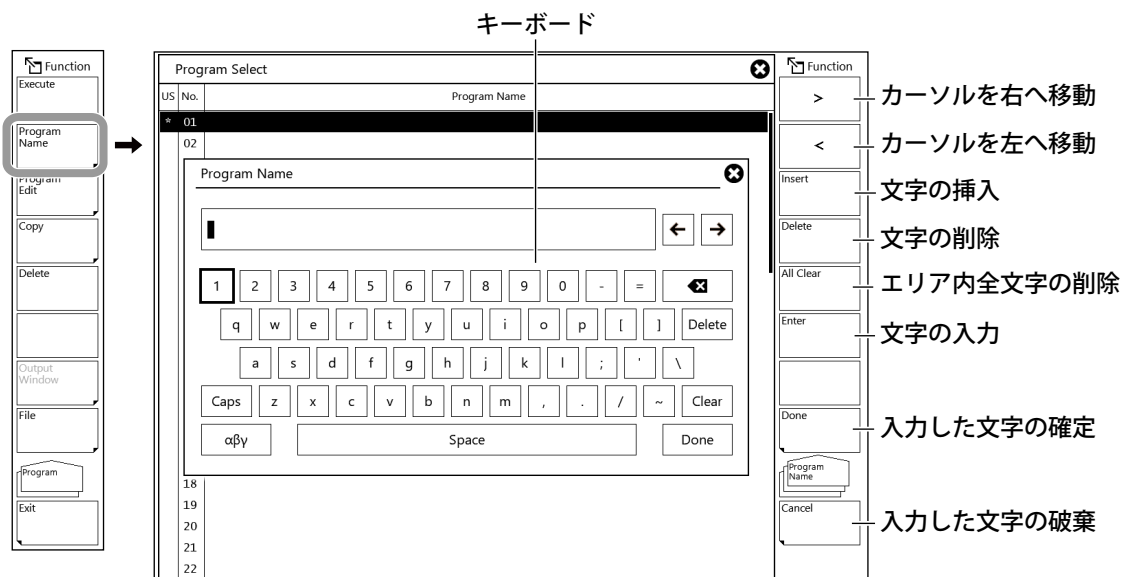 キーボード
Function
Execute
Program
Name
Program
Edit
Copy
Delete
Output
Window
File
Program
Exit
Program Select
US No. Program Name
* 01
02
Program Name
← →
1 2 3 4 5 6 7 8 9 0 - =
q w e r t y u i o p [ ] Delete
a s d f g h j k l ; ' \
Caps z x c v b n m , . / ~ Clear
αβγ Space Done
18
19
20
21
22
Function
> カーソルを右へ移動
< カーソルを左へ移動
Insert 文字の挿入
Delete 文字の削除
All Clear エリア内全文字の削除
Enter 文字の入力
Done 入力した文字の確定
Program
Name
Cancel 入力した文字の破棄